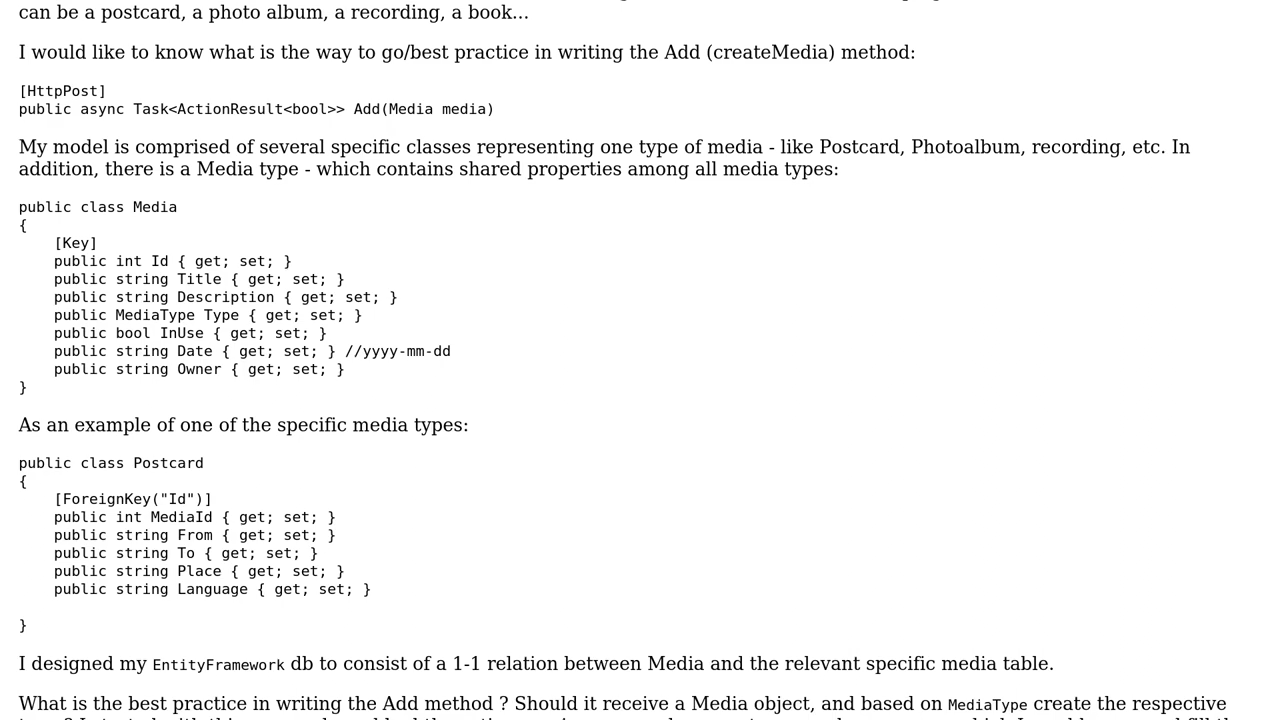 can be a postcard, a photo album, a recording, a book...
I would like to know what is the way to go/best practice in writing the Add (createMedia) method:
[HttpPost]
public async Task<ActionResult<bool>> Add(Media media)
My model is comprised of several specific classes representing one type of media - like Postcard, Photoalbum, recording, etc. In
addition, there is a Media type - which contains shared properties among all media types:
public class Media
{
    [Key]
    public int Id { get; set; }
    public string Title { get; set; }
    public string Description { get; set; }
    public MediaType Type { get; set; }
    public bool InUse { get; set; }
    public string Date { get; set; } //yyyy-mm-dd
    public string Owner { get; set; }
}
As an example of one of the specific media types:
public class Postcard
{
    [ForeignKey("Id")]
    public int MediaId { get; set; }
    public string From { get; set; }
    public string To { get; set; }
    public string Place { get; set; }
    public string Language { get; set; }
}
I designed my EntityFramework db to consist of a 1-1 relation between Media and the relevant specific media table.
What is the best practice in writing the Add method ? Should it receive a Media object, and based on MediaType create the respective